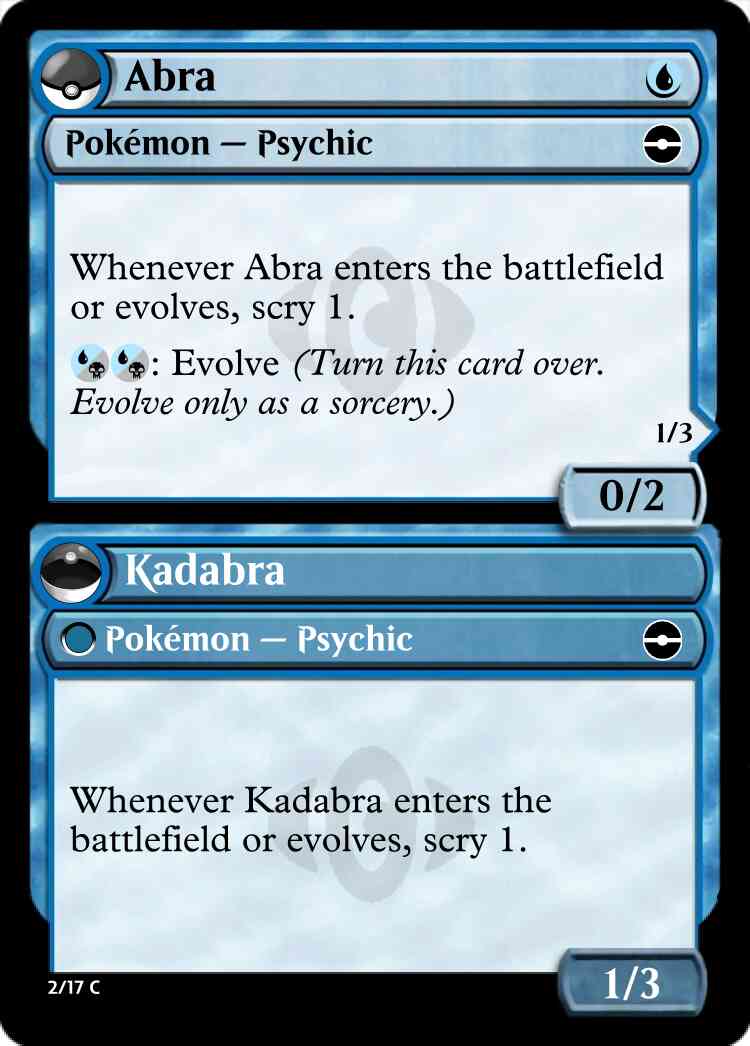 Abra
Pokémon — Psychic
Whenever Abra enters the battlefield
or evolves, scry 1.
: Evolve (Turn this card over.
Evolve only as a sorcery.)
1/3
0/2
Kadabra
Pokémon — Psychic
Whenever Kadabra enters the
battlefield or evolves, scry 1.
2/17 C
1/3